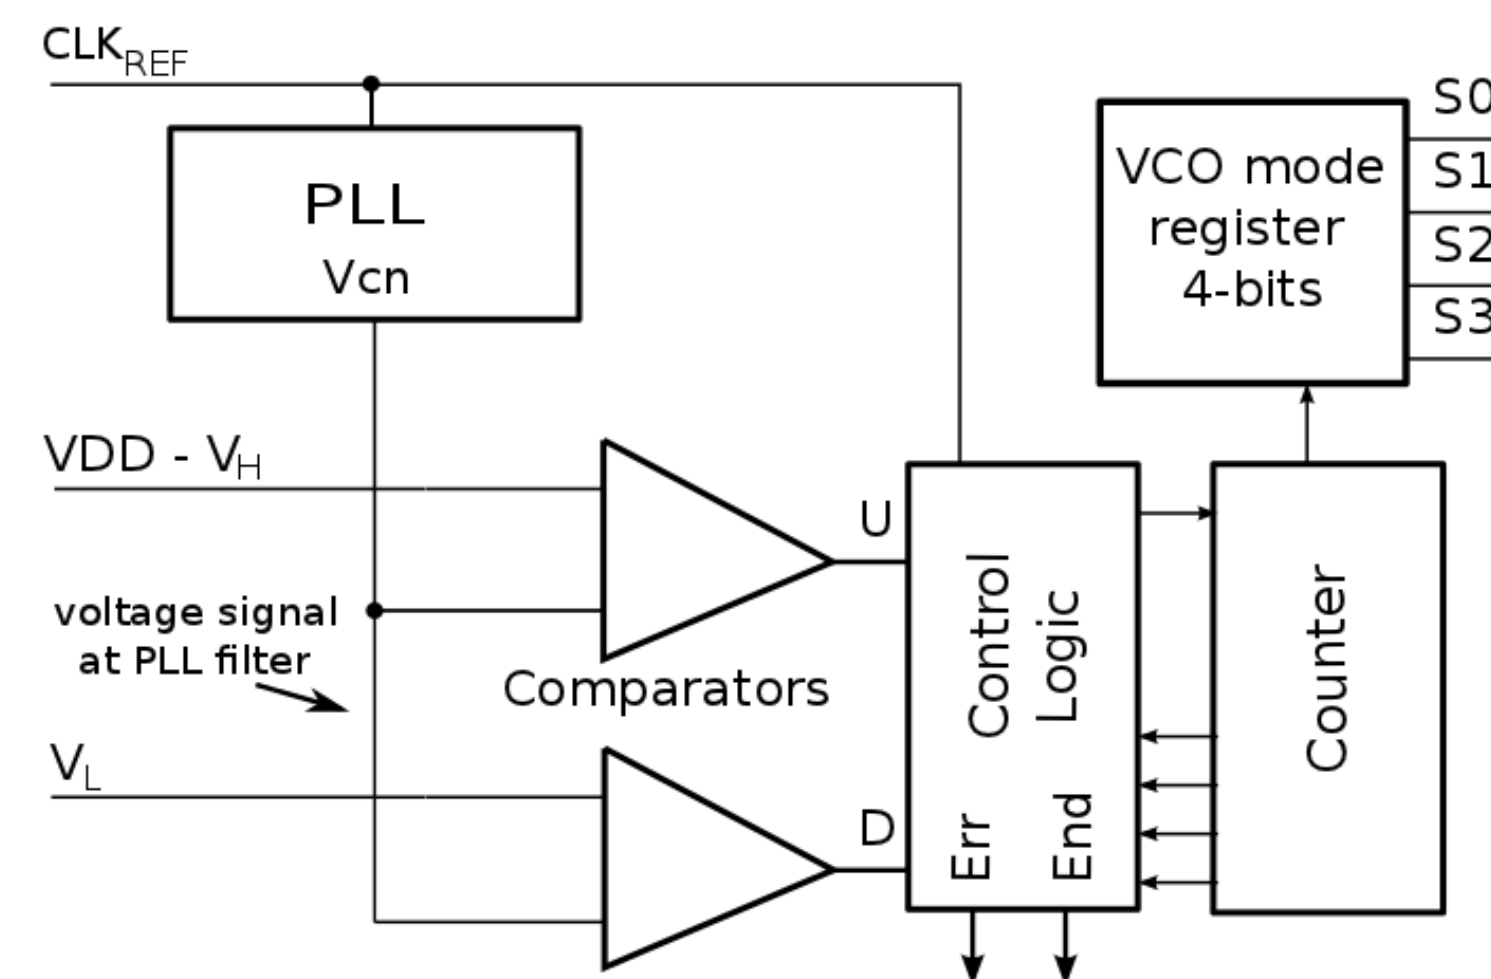 CLKREF
PLL
Vcn
VCO mode
register
4-bits
S0
S1
S2
S3
VDD - VH
U
voltage signal
at PLL filter
Comparators
VL
D
Control
Logic
Err
End
Counter